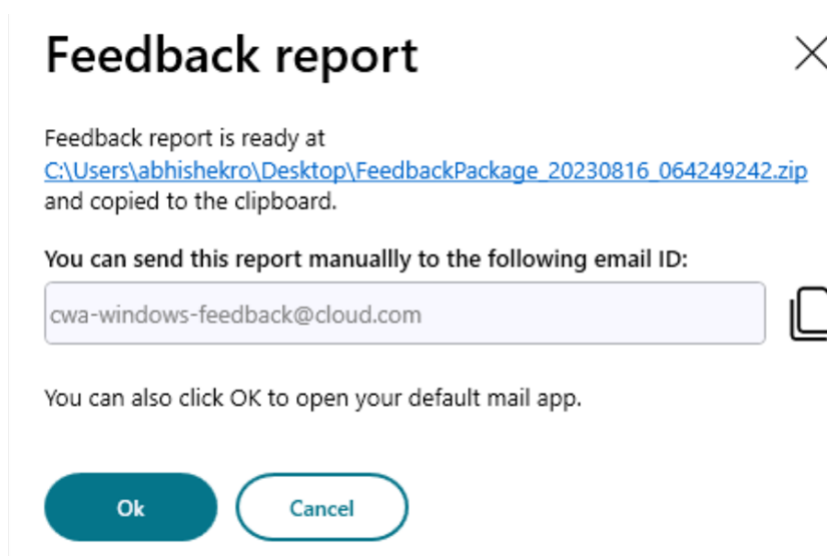 Feedback report
Feedback report is ready at
C:\Users\abhishekro\Desktop\FeedbackPackage_20230816_064249242.zip
and copied to the clipboard.
You can send this report manuallly to the following email ID:
cwa-windows-feedback@cloud.com
You can also click OK to open your default mail app.
Ok
Cancel